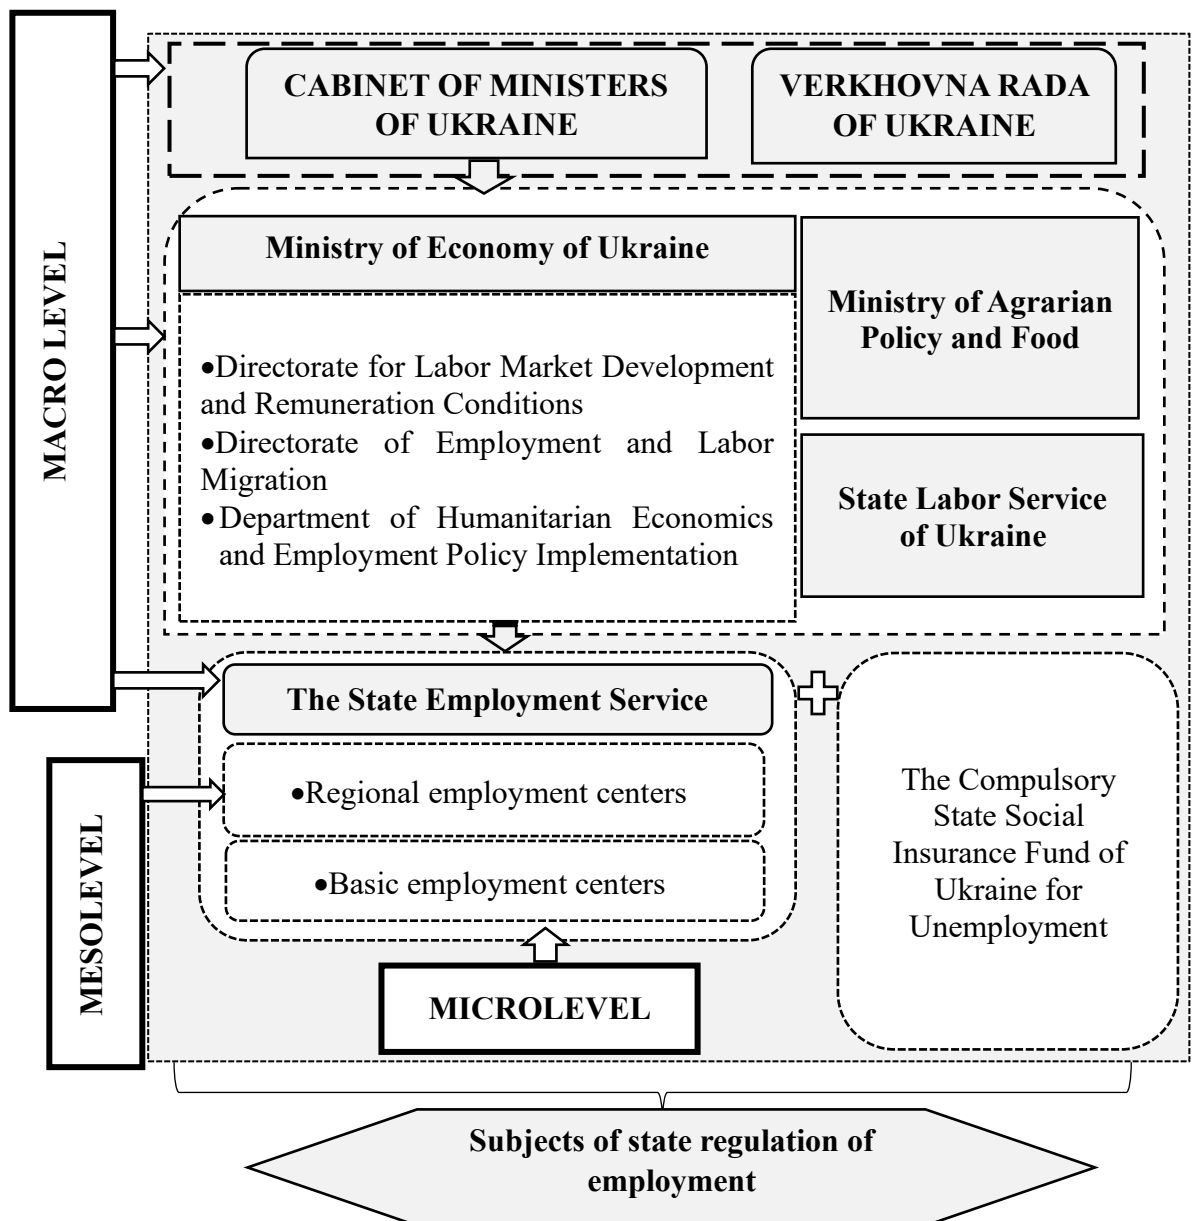 MACRO LEVEL
CABINET OF MINISTERS
OF UKRAINE
VERKHOVNA RADA
OF UKRAINE
Ministry of Economy of Ukraine
•Directorate for Labor Market Development
and Remuneration Conditions
•Directorate of Employment and Labor
Migration
•Department of Humanitarian Economics
and Employment Policy Implementation
Ministry of Agrarian
Policy and Food
State Labor Service
of Ukraine
The State Employment Service
•Regional employment centers
•Basic employment centers
The Compulsory
State Social
Insurance Fund of
Ukraine for
Unemployment
MESOLEVEL
MICROLEVEL
Subjects of state regulation of
employment